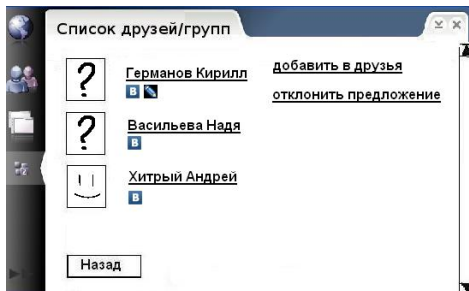 Список друзей/групп
Германов Кирилл
добавить в друзья
B
отклонить предложение
Васильева Надя
B
Хитрый Андрей
B
Назад